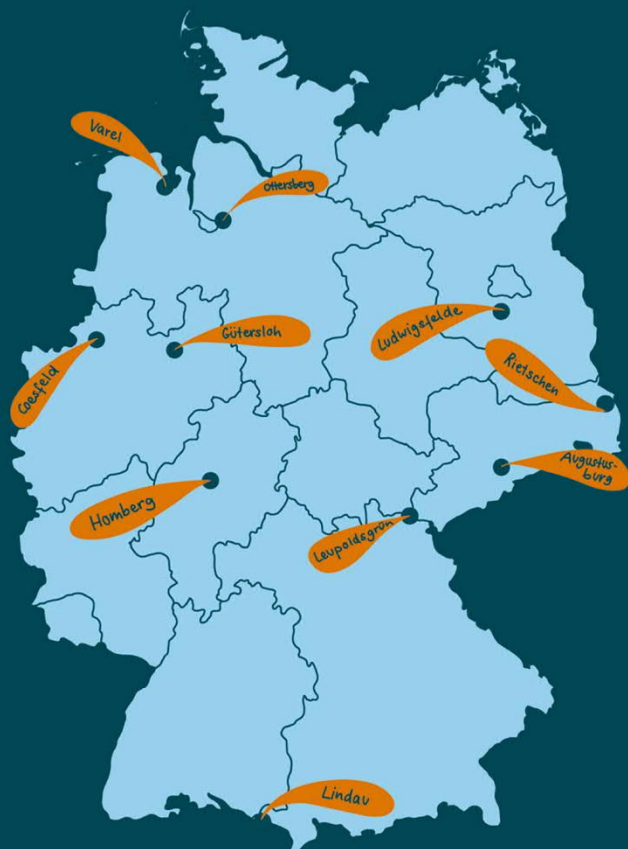 Varel
Ottersberg
Ludwigsfelde
Gütersloh
Rietschen
Coesfeld
Augustus-
burg
Homberg
Leupoldsgrün
Lindau